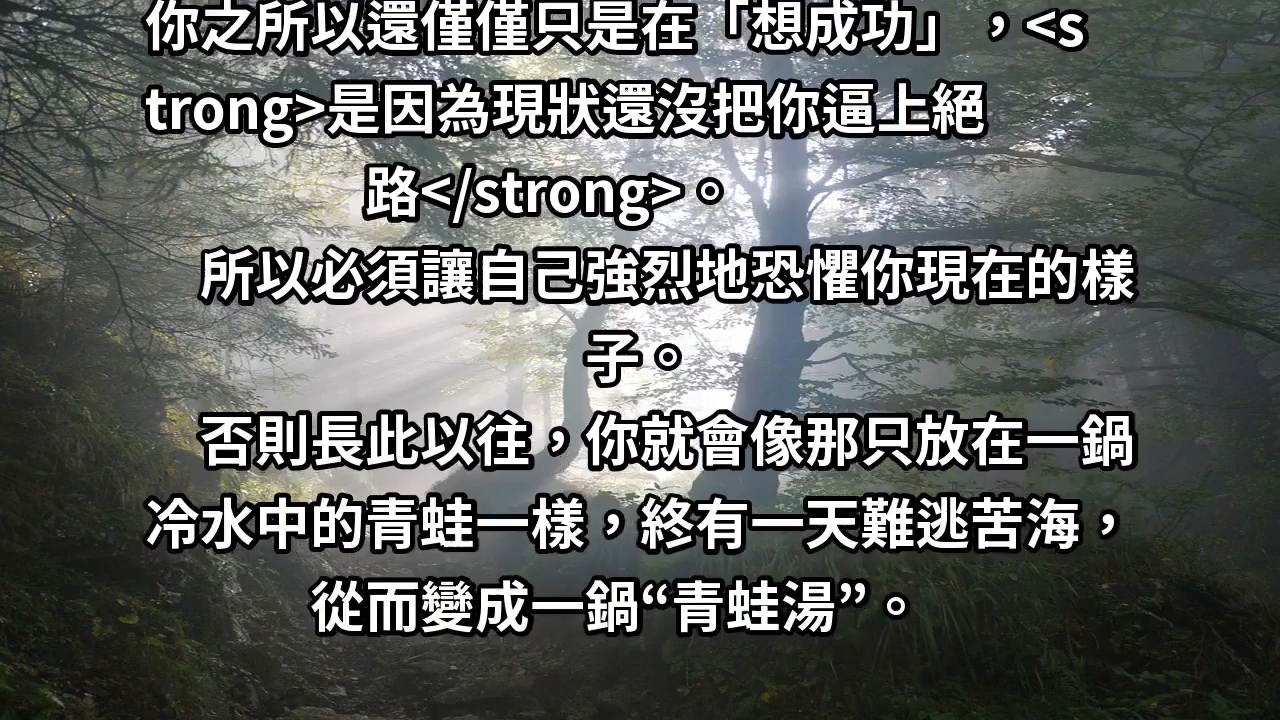 你之所以還僅僅只是在「想成功」，<s
trong>是因為現狀還沒把你逼上絕
路</strong>。
所以必須讓自己強烈地恐懼你現在的樣
子。
否則長此以往，你就會像那只放在一鍋
冷水中的青蛙一樣，終有一天難逃苦海，
從而變成一鍋“青蛙湯”。